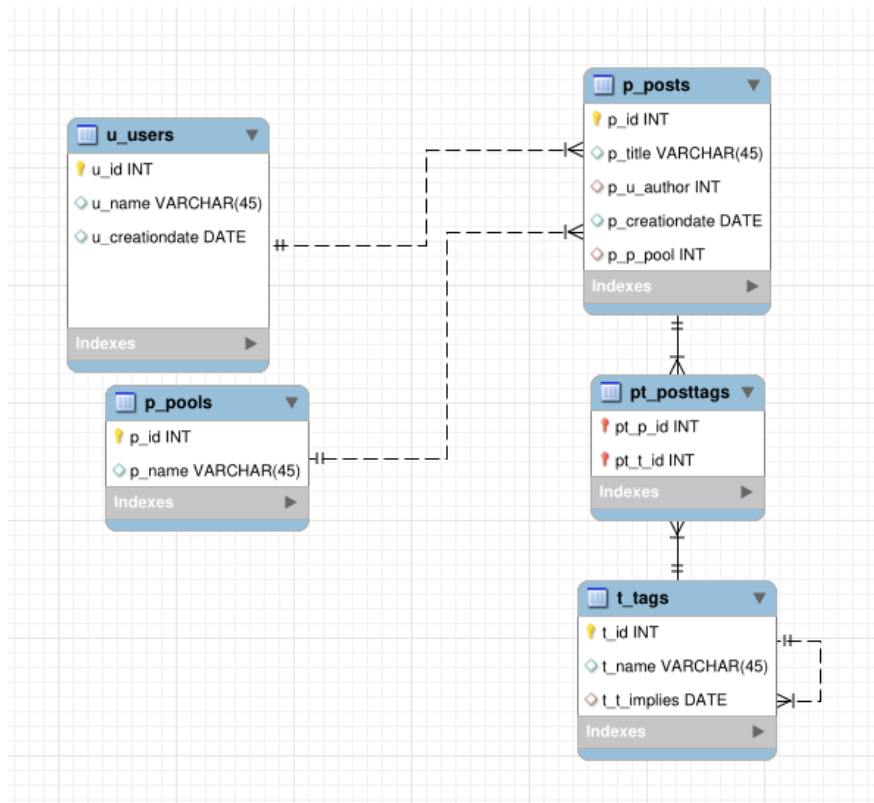 u_users
u_id INT
u_name VARCHAR(45)
u_creationdate DATE
Indexes
p_pools
p_id INT
p_name VARCHAR(45)
Indexes
p_posts
p_id INT
p_title VARCHAR(45)
p_u_author INT
p_creationdate DATE
p_p_pool INT
Indexes
pt_posttags
pt_p_id INT
pt_t_id INT
Indexes
t_tags
t_id INT
t_name VARCHAR(45)
t_t_implies DATE
Indexes